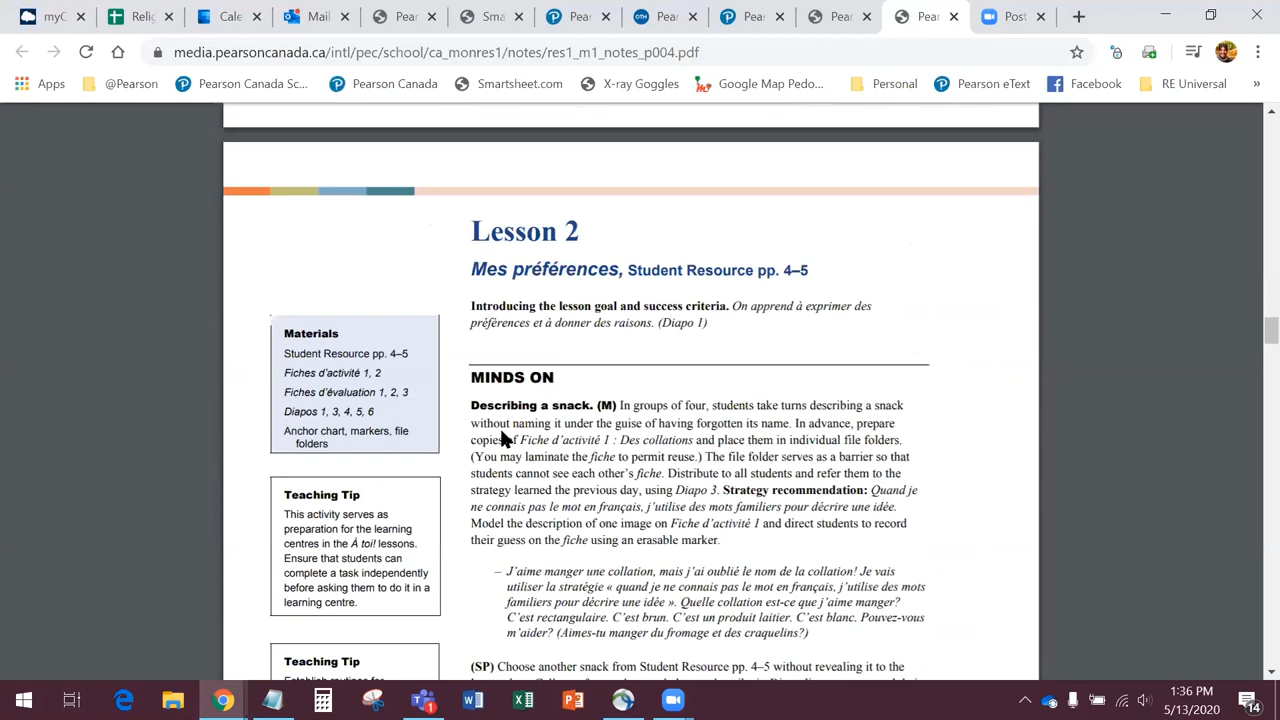 myC
Relig
Cale
Mail
Pear
Sma
Pea
Pea
Pea
Pear
Pear
Post
media.pearsoncanada.ca/intl/pec/school/ca_monres1/notes/res1_m1_notes_p004.pdf
Apps
@Pearson
Pearson Canada Sc...
Pearson Canada
Smartsheet.com
X-ray Goggles
Google Map Pedo...
Personal
Pearson eText
Facebook
RE Universal
»
Lesson 2
Mes préférences, Student Resource pp. 4–5
Introducing the lesson goal and success criteria. On apprend à exprimer des
préférences et à donner des raisons. (Diapo 1)
Materials
Student Resource pp. 4–5
Fiches d'activité 1, 2
Fiches d'évaluation 1, 2, 3
Diapos 1, 3, 4, 5, 6
Anchor chart, markers, file
folders
MINDS ON
Describing a snack. (M) In groups of four, students take turns describing a snack
without naming it under the guise of having forgotten its name. In advance, prepare
copies of Fiche d'activité 1 : Des collations and place them in individual file folders.
(You may laminate the fiche to permit reuse.) The file folder serves as a barrier so that
students cannot see each other's fiche. Distribute to all students and refer them to the
strategy learned the previous day, using Diapo 3. Strategy recommendation: Quand je
ne connais pas le mot en français, j'utilise des mots familiers pour décrire une idée.
Model the description of one image on Fiche d'activité 1 and direct students to record
their guess on the fiche using an erasable marker.
Teaching Tip
This activity serves as
preparation for the learning
centres in the À toi! lessons.
Ensure that students can
complete a task independently
before asking them to do it in a
learning centre.
– J'aime manger une collation, mais j'ai oublié le nom de la collation! Je vais
utiliser la stratégie « quand je ne connais pas le mot en français, j'utilise des mots
familiers pour décrire une idée ». Quelle collation est-ce que j'aime manger?
C'est rectangulaire. C'est brun. C'est un produit laitier. C'est blanc. Pouvez-vous
m'aider? (Aimes-tu manger du fromage et des craquelins?)
Teaching Tip
(SP) Choose another snack from Student Resource pp. 4–5 without revealing it to the
1:36 PM
5/13/2020
14